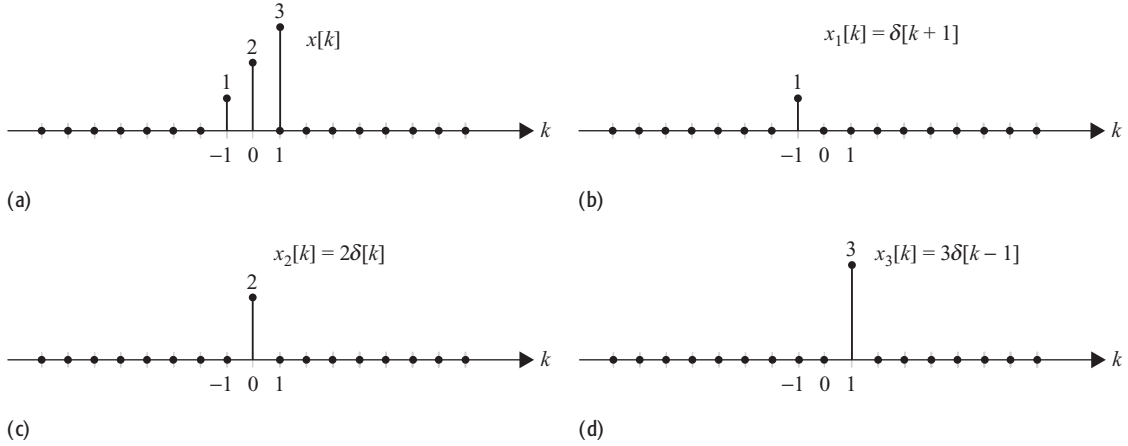 3
2
1
x[k]
k
−1 0 1
(a)
x₁[k] = δ[k + 1]
1
k
−1 0 1
(b)
x₂[k] = 2δ[k]
2
k
−1 0 1
(c)
3
x₃[k] = 3δ[k − 1]
k
−1 0 1
(d)